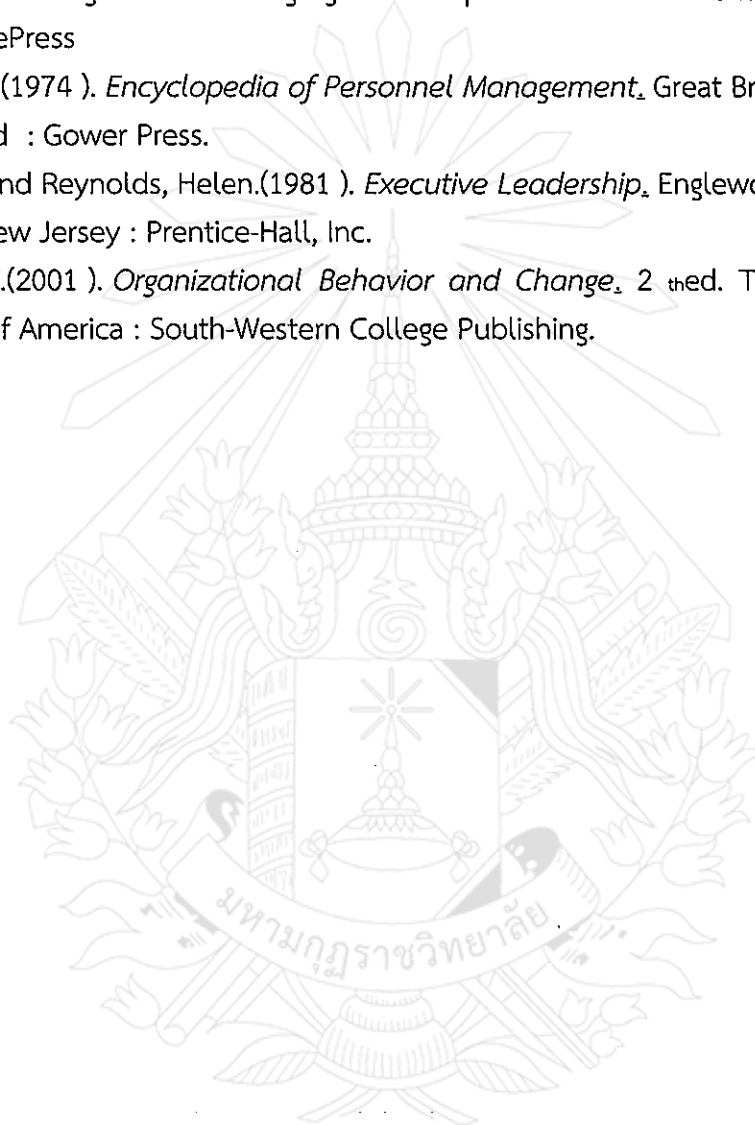 ePress
(1974 ). Encyclopedia of Personnel Management. Great Br
d : Gower Press.
nd Reynolds, Helen.(1981 ). Executive Leadership. Englewo
ew Jersey : Prentice-Hall, Inc.
.(2001 ). Organizational Behavior and Change. 2 thed. T
f America : South-Western College Publishing.
มหามกุฏราชวิทยาลัย